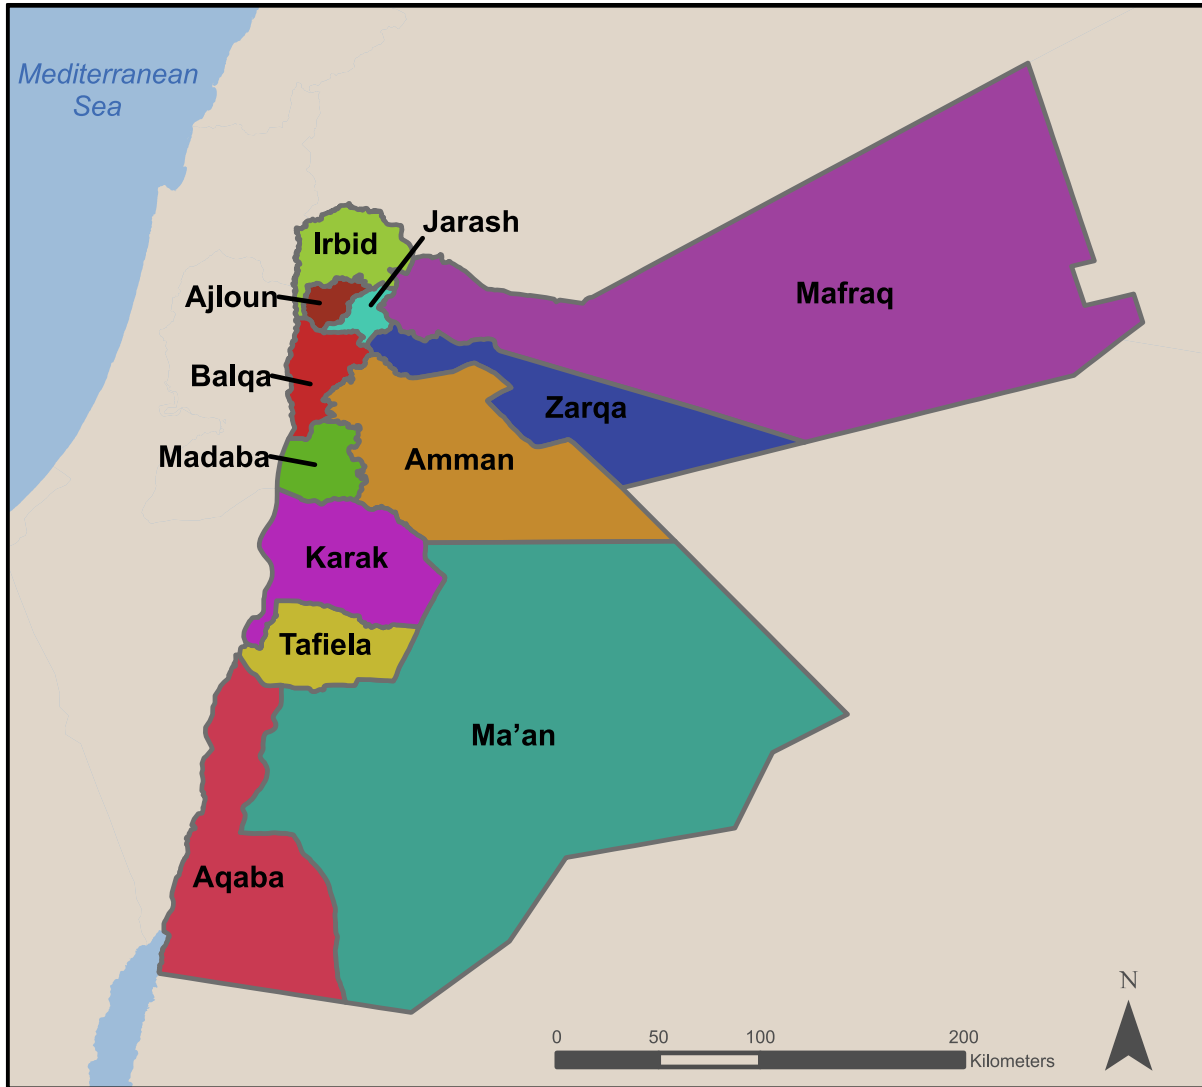 Mediterranean
Sea
Jarash
Irbid
Ajloun
Mafraq
Balqa
Zarqa
Madaba
Amman
Karak
Tafiela
Ma’an
Aqaba
N
0 50 100 200
Kilometers